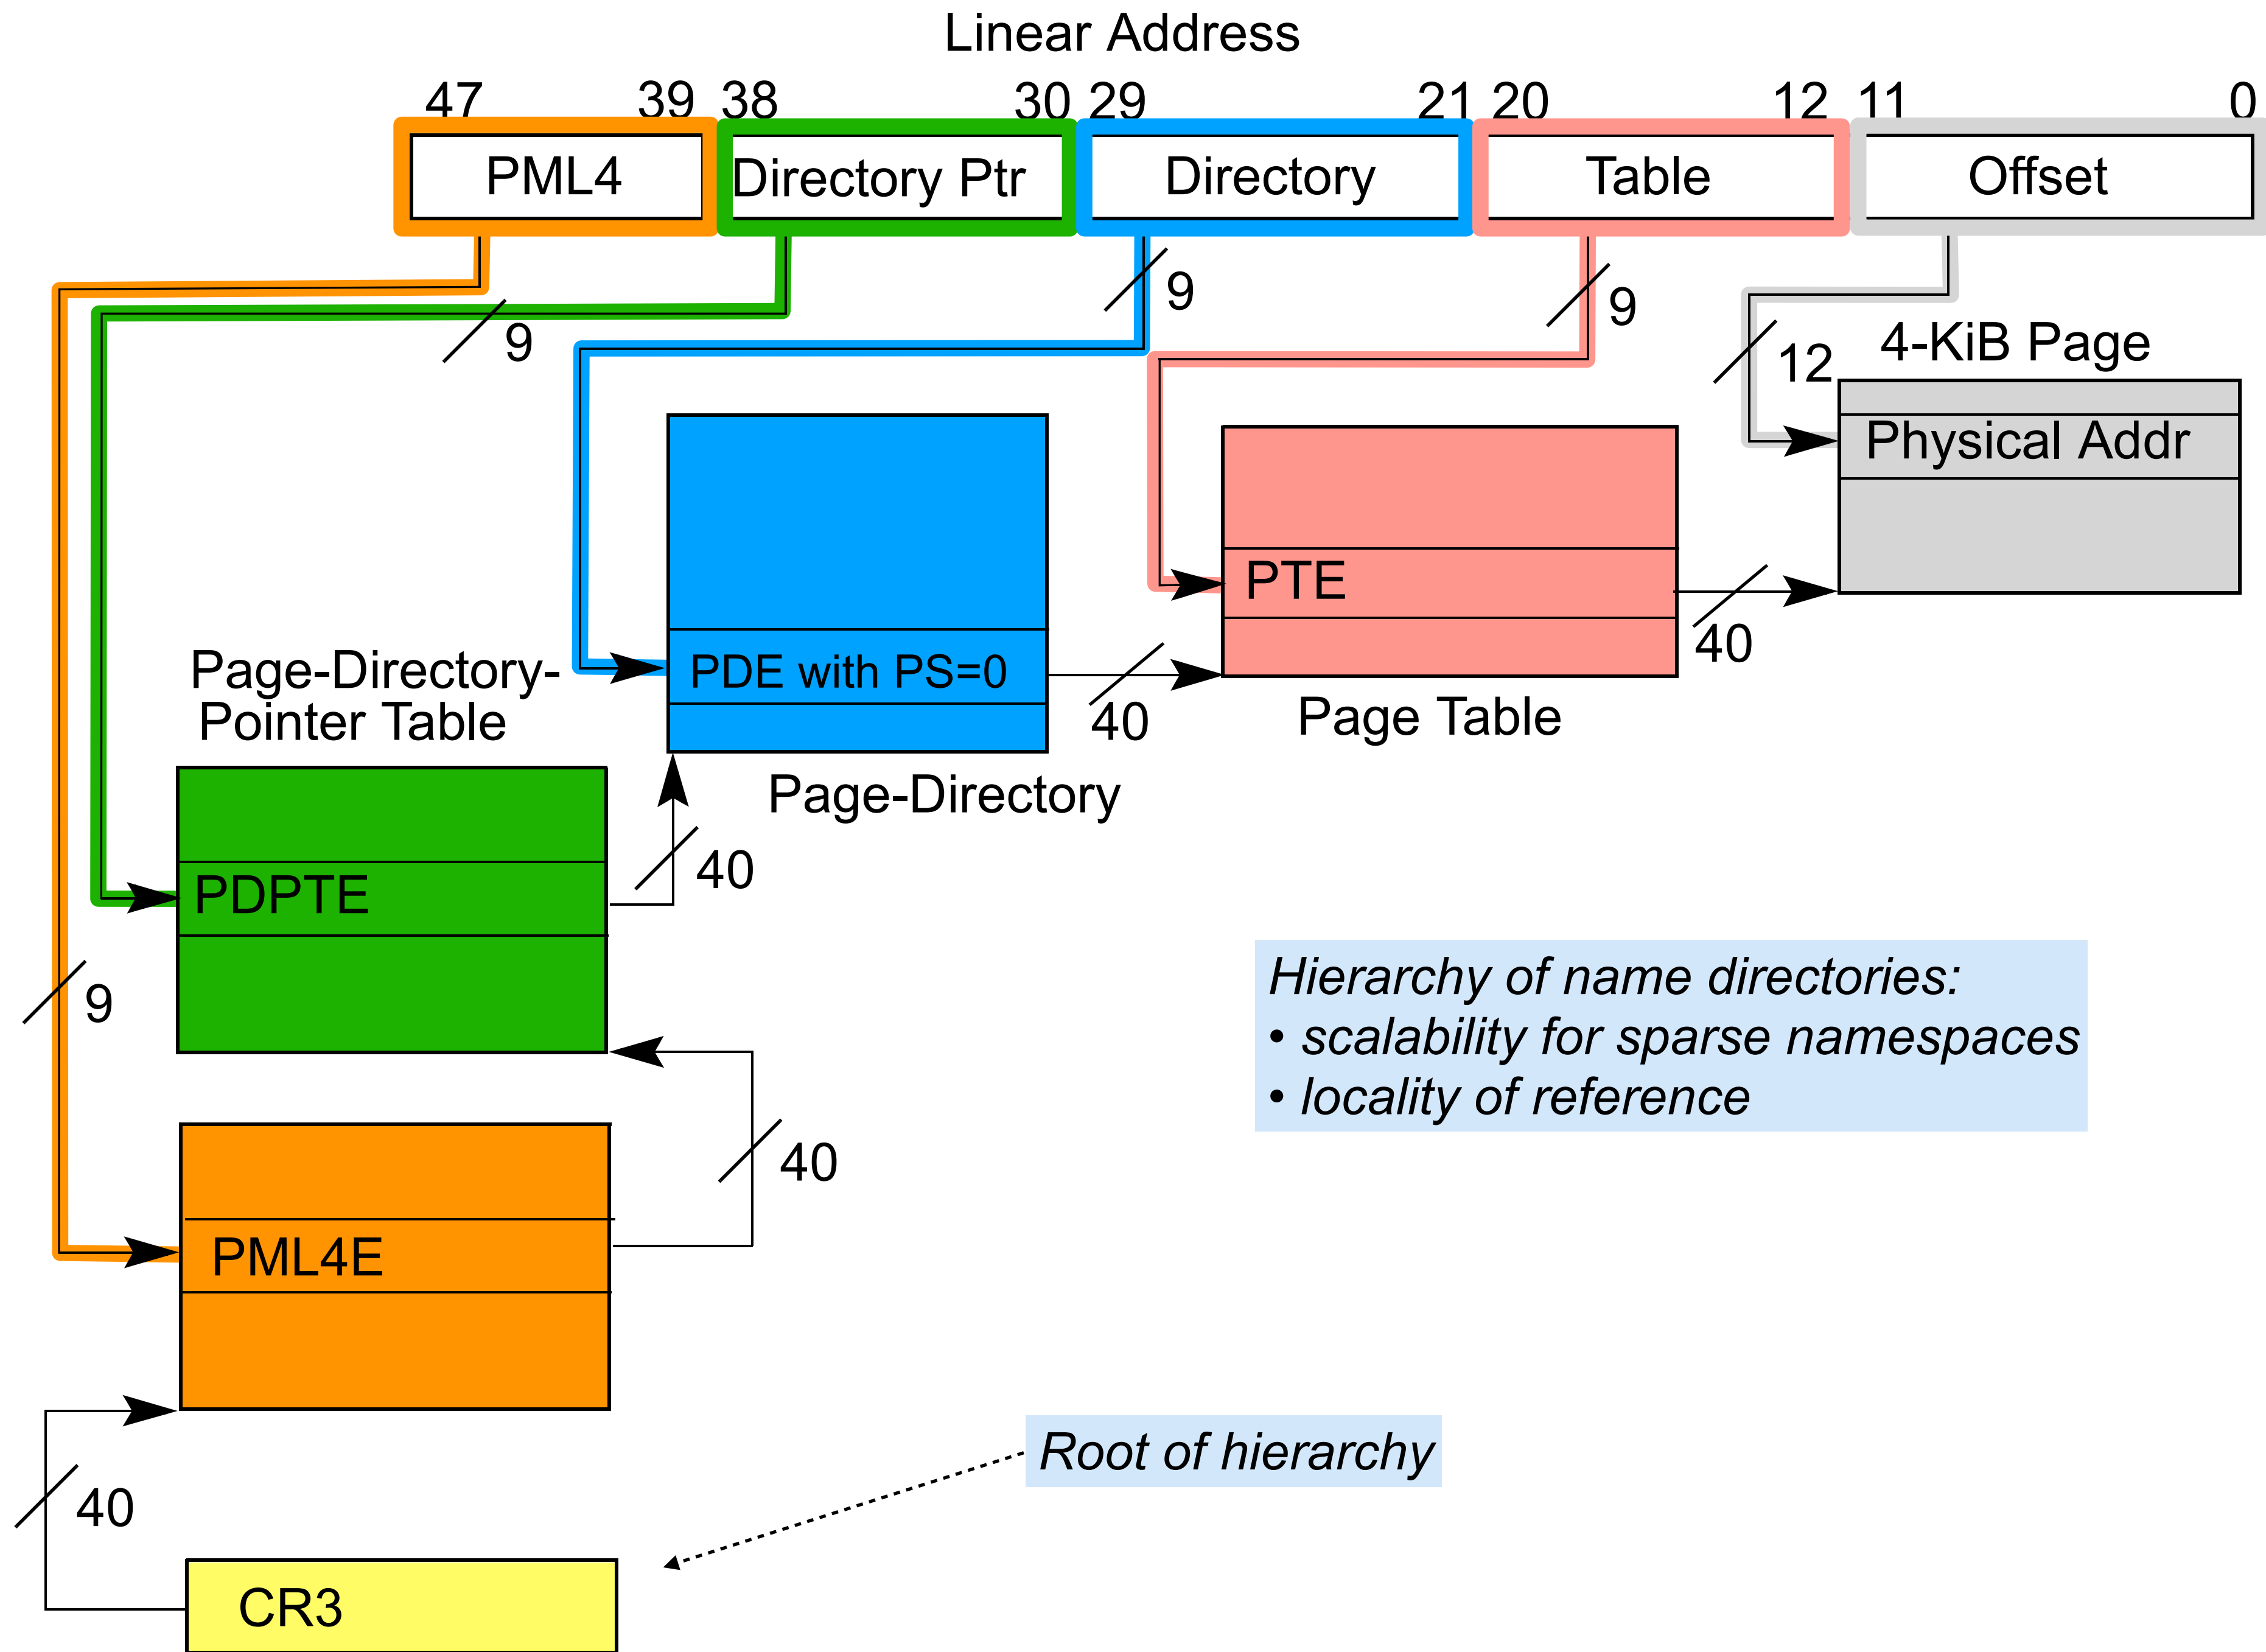 Linear Address
47 39 38 30 29 21 20 12 11 0
PML4 Directory Ptr Directory Table Offset
9
9
9
12
4-KiB Page
Physical Addr
PTE
40
PDE with PS=0
40
Page Table
Page-Directory-
Pointer Table
Page-Directory
40
PDPTE
9
Hierarchy of name directories:
• scalability for sparse namespaces
• locality of reference
40
PML4E
Root of hierarchy
40
CR3